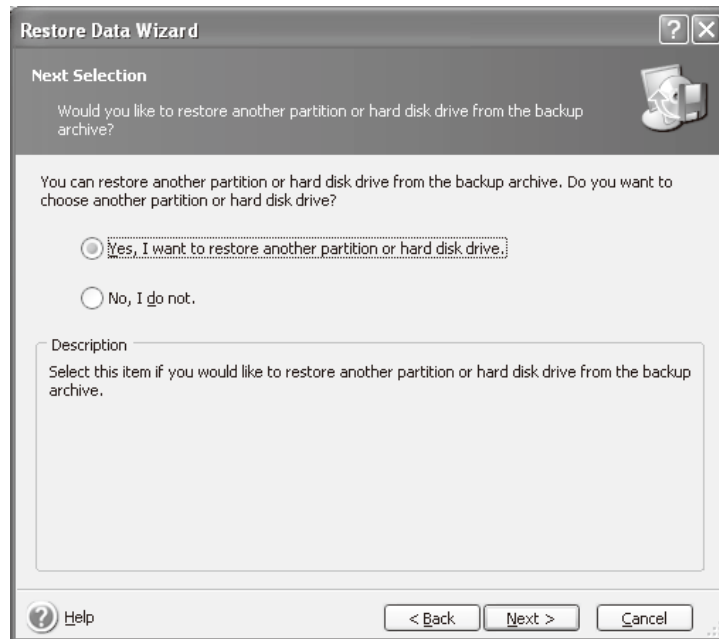 Restore Data Wizard
Next Selection
Would you like to restore another partition or hard disk drive from the backup
archive?
You can restore another partition or hard disk drive from the backup archive. Do you want to
choose another partition or hard disk drive?
Yes, I want to restore another partition or hard disk drive.
No, I do not.
Description
Select this item if you would like to restore another partition or hard disk drive from the backup
archive.
Help
< Back
Next >
Cancel